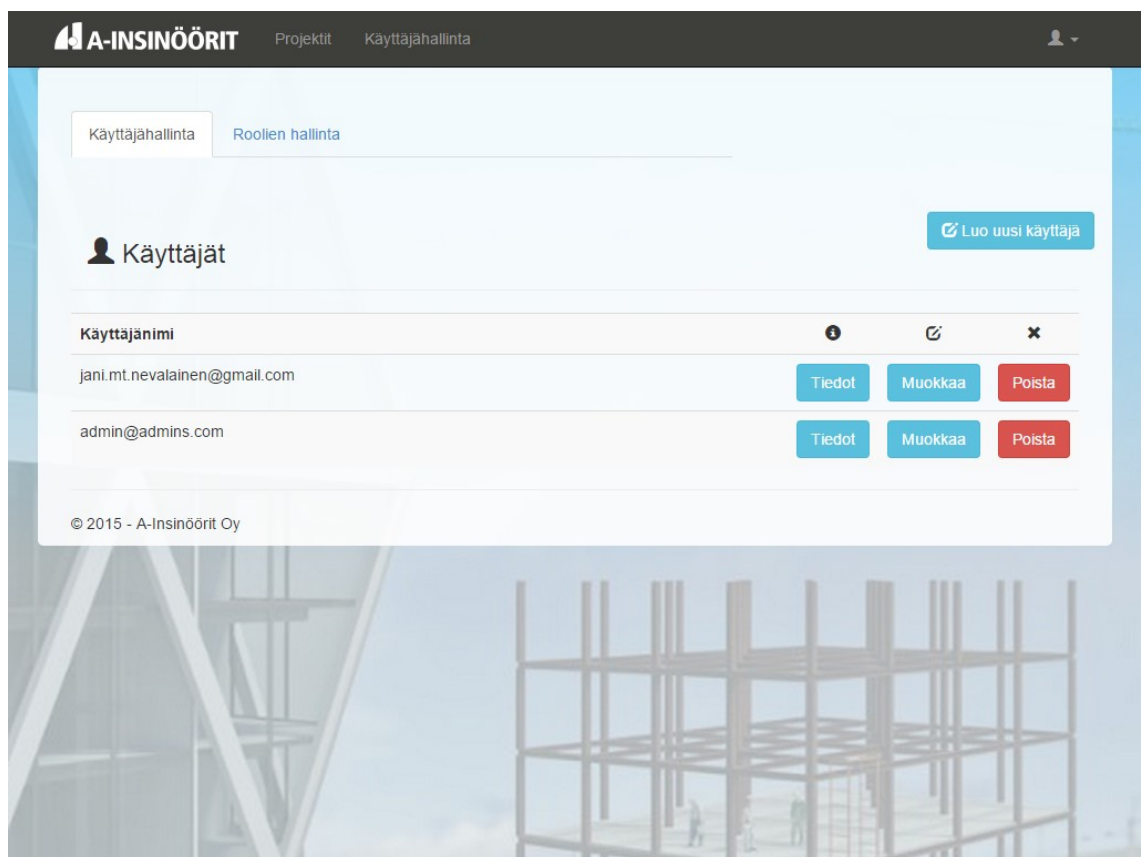 A-INSINÖÖRIT Projektit Käyttäjähallinta
Käyttäjähallinta Roolien hallinta
Luo uusi käyttäjä
Käyttäjät
Käyttäjänimi
jani.mt.nevalainen@gmail.com Tiedot Muokkaa Poista
admin@admins.com Tiedot Muokkaa Poista
© 2015 - A-Insinöörit Oy